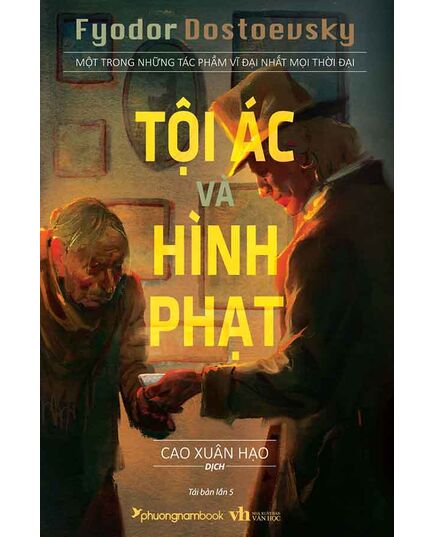 Fyodor Dostoevsky
MỘT TRONG NHỮNG TÁC PHẨM VĨ ĐẠI NHẤT MỌI THỜI ĐẠI
TỘI ÁC
VÀ
HÌNH
PHẠT
CAO XUÂN HẠO
DỊCH
Tái bản lần 5
phuongnambook vh NHÀ XUẤT BẢN
VĂN HỌC